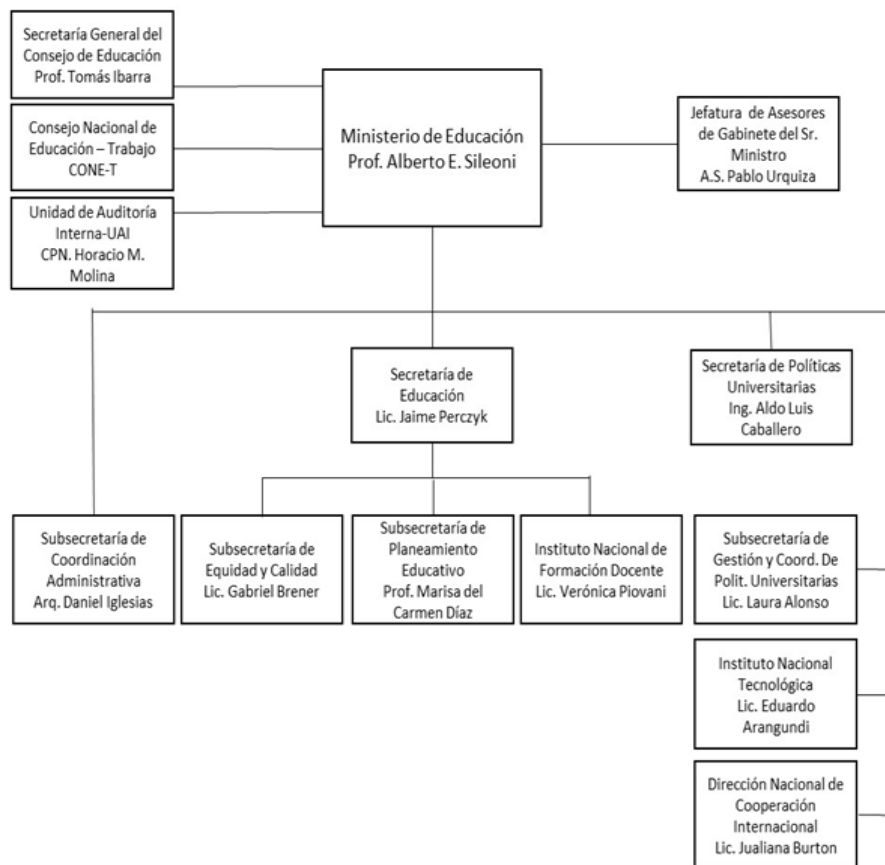 Secretaría General del
Consejo de Educación
Prof. Tomás Ibarra
Consejo Nacional de
Educación – Trabajo
CONE-T
Unidad de Auditoría
Interna-UAI
CPN. Horacio M.
Molina
Ministerio de Educación
Prof. Alberto E. Sileoni
Jefatura de Asesores
de Gabinete del Sr.
Ministro
A.S. Pablo Urquiza
Secretaría de
Educación
Lic. Jaime Perczyk
Secretaría de Políticas
Universitarias
Ing. Aldo Luis
Caballero
Subsecretaría de
Coordinación
Administrativa
Arq. Daniel Iglesias
Subsecretaría de
Equidad y Calidad
Lic. Gabriel Brener
Subsecretaría de
Planeamiento
Educativo
Prof. Marisa del
Carmen Díaz
Instituto Nacional de
Formación Docente
Lic. Verónica Piovani
Subsecretaría de
Gestión y Coord. De
Polit. Universitarias
Lic. Laura Alonso
Instituto Nacional
Tecnológica
Lic. Eduardo
Arangundi
Dirección Nacional de
Cooperación
Internacional
Lic. Jualiana Burton